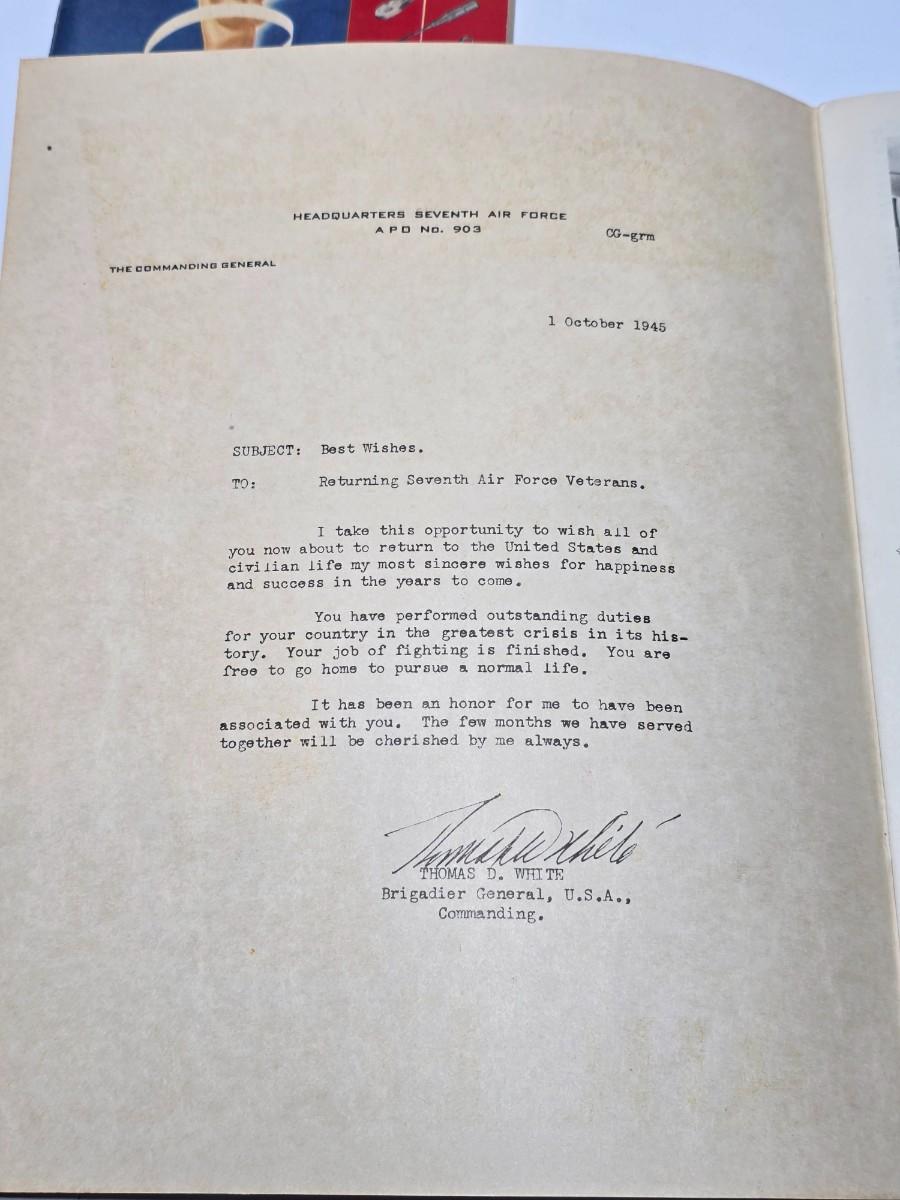 HEADQUARTERS SEVENTH AIR FORCE
APO No. 903
CG-grm
THE COMMANDING GENERAL
1 October 1945
SUBJECT: Best Wishes.
TO: Returning Seventh Air Force Veterans.
I take this opportunity to wish all of
you now about to return to the United States and
civilian life my most sincere wishes for happiness
and success in the years to come.
You have performed outstanding duties
for your country in the greatest crisis in its his-
tory. Your job of fighting is finished. You are
free to go home to pursue a normal life.
It has been an honor for me to have been
associated with you. The few months we have served
together will be cherished by me always.
Thomas D White
THOMAS D. WHITE
Brigadier General, U.S.A.,
Commanding.